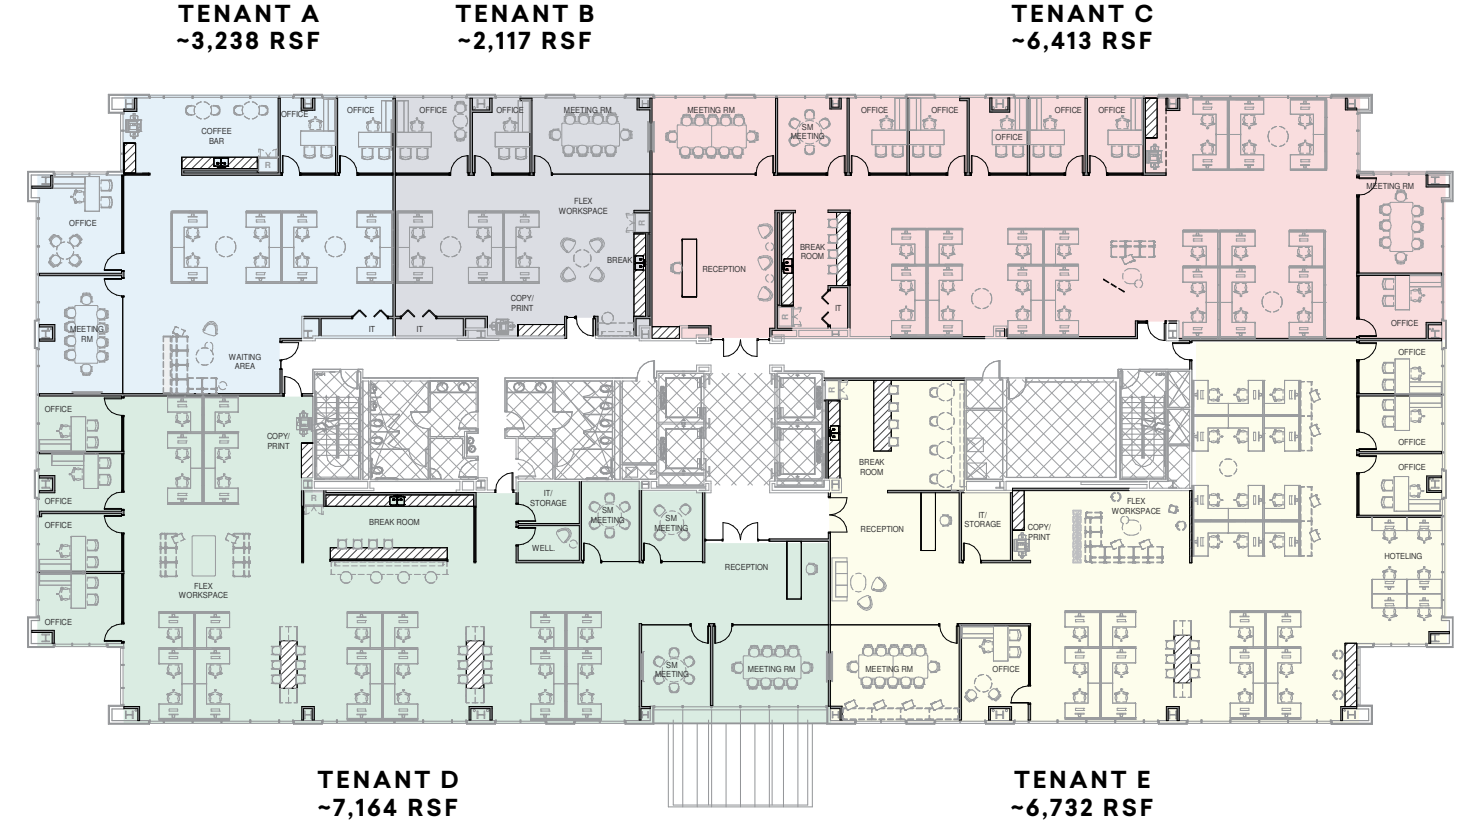 TENANT A
~3,238 RSF
TENANT B
~2,117 RSF
TENANT C
~6,413 RSF
COFFEE
BAR
OFFICE
OFFICE
OFFICE
OFFICE
MEETING RM
MEETING RM
SM
MEETING
OFFICE
OFFICE
OFFICE
OFFICE
OFFICE
R
OFFICE
MEETING RM
FLEX
WORKSPACE
R
BREAK
RECEPTION
BREAK
ROOM
COPY/
PRINT
IT
IT
R
IT
OFFICE
MEETING
RM
WAITING
AREA
OFFICE
COPY/
PRINT
OFFICE
OFFICE
OFFICE
R
BREAK ROOM
IT/
STORAGE
WELL.
SM
MEETING
SM
MEETING
RECEPTION
FLEX
WORKSPACE
OFFICE
SM
MEETING
MEETING RM
R
BREAK
ROOM
RECEPTION
IT/
STORAGE
COPY/
PRINT
FLEX
WORKSPACE
OFFICE
OFFICE
OFFICE
HOTELING
MEETING RM
OFFICE
TENANT D
~7,164 RSF
TENANT E
~6,732 RSF